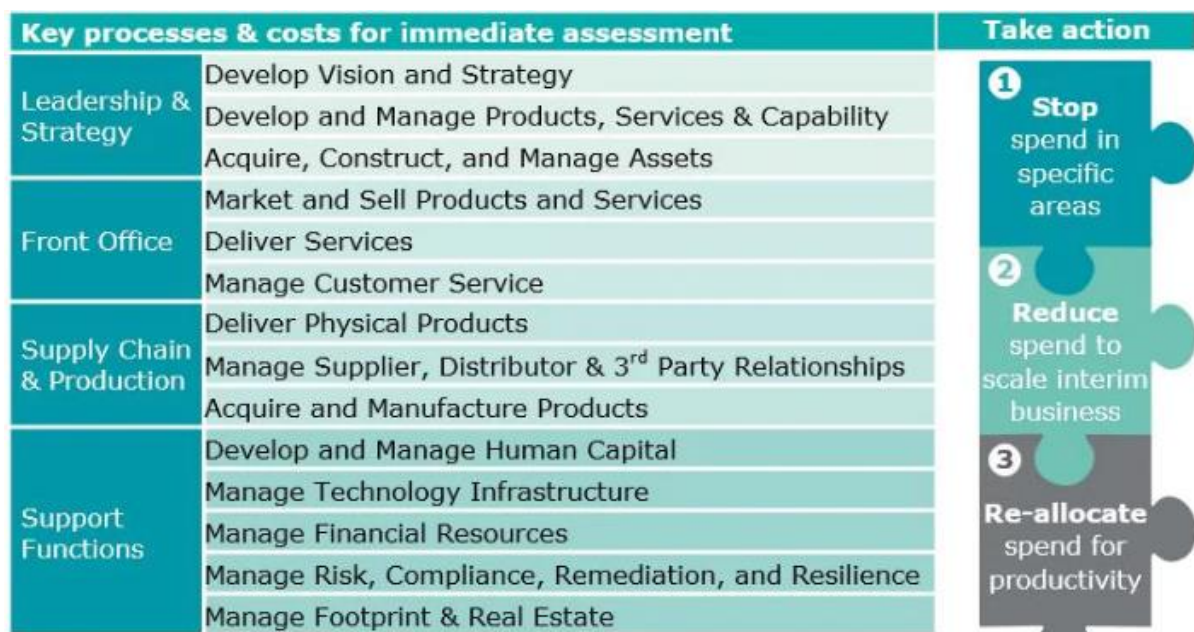 Key processes & costs for immediate assessment
Leadership &
Strategy
Develop Vision and Strategy
Develop and Manage Products, Services & Capability
Acquire, Construct, and Manage Assets
Front Office
Market and Sell Products and Services
Deliver Services
Manage Customer Service
Supply Chain
& Production
Deliver Physical Products
Manage Supplier, Distributor & 3rd Party Relationships
Acquire and Manufacture Products
Support
Functions
Develop and Manage Human Capital
Manage Technology Infrastructure
Manage Financial Resources
Manage Risk, Compliance, Remediation, and Resilience
Manage Footprint & Real Estate
Take action
1
Stop
spend in
specific
areas
2
Reduce
spend to
scale interim
business
3
Re-allocate
spend for
productivity